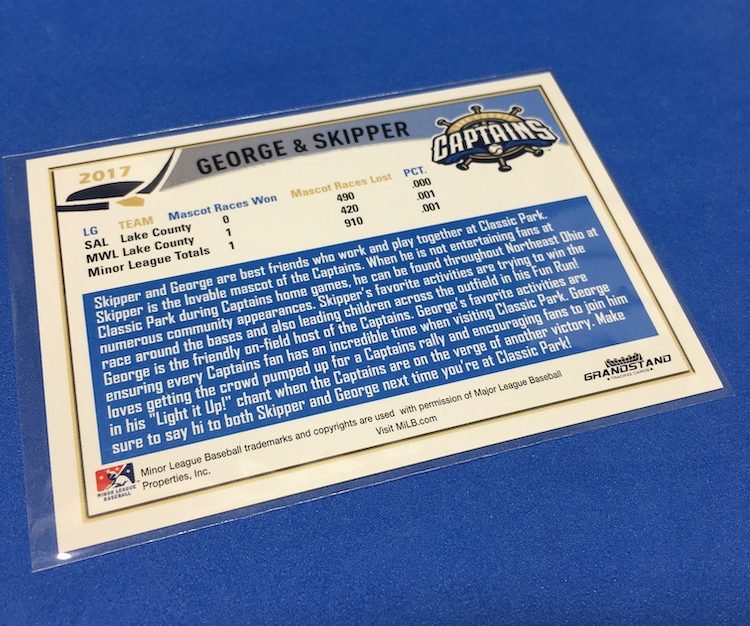 2017
GEORGE & SKIPPER
CAPTAINS
LG TEAM Mascot Races Won Mascot Races Lost PCT.
SAL Lake County 0 490 .000
MWL Lake County 1 420 .001
Minor League Totals 1 910 .001
Skipper and George are best friends who work and play together at Classic Park.
Skipper is the lovable mascot of the Captains. When he is not entertaining fans at
Classic Park during Captains home games, he can be found throughout Northeast Ohio at
numerous community appearances. Skipper's favorite activities are trying to win the
race around the bases and also leading children across the outfield in his Fun Run!
George is the friendly on-field host of the Captains. George's favorite activities are
ensuring every Captains fan has an incredible time when visiting Classic Park. George
loves getting the crowd pumped up for a Captains rally and encouraging fans to join him
in his "Light it Up!" chant when the Captains are on the verge of another victory. Make
sure to say hi to both Skipper and George next time you're at Classic Park!
GRANDSTAND
TRADING CARDS
MINOR LEAGUE
BASEBALL
Minor League Baseball trademarks and copyrights are used with permission of Major League Baseball
Properties, Inc. Visit MiLB.com